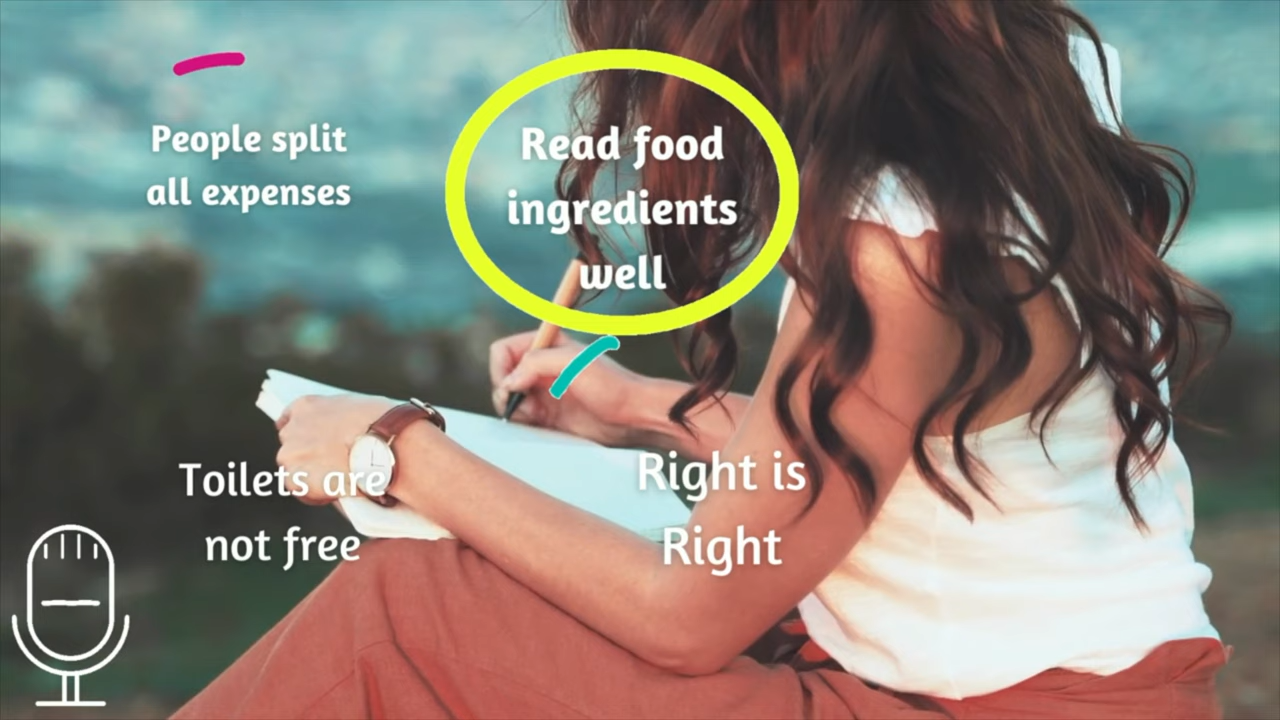 People split
all expenses
Read food
ingredients
well
Toilets are
not free
Right is
Right